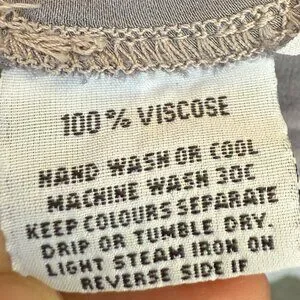 100% VISCOSE
HAND WASH OR COOL
MACHINE WASH 30C
KEEP COLOURS SEPARATE
DRIP OR TUMBLE DRY.
LIGHT STEAM IRON ON
REVERSE SIDE IF